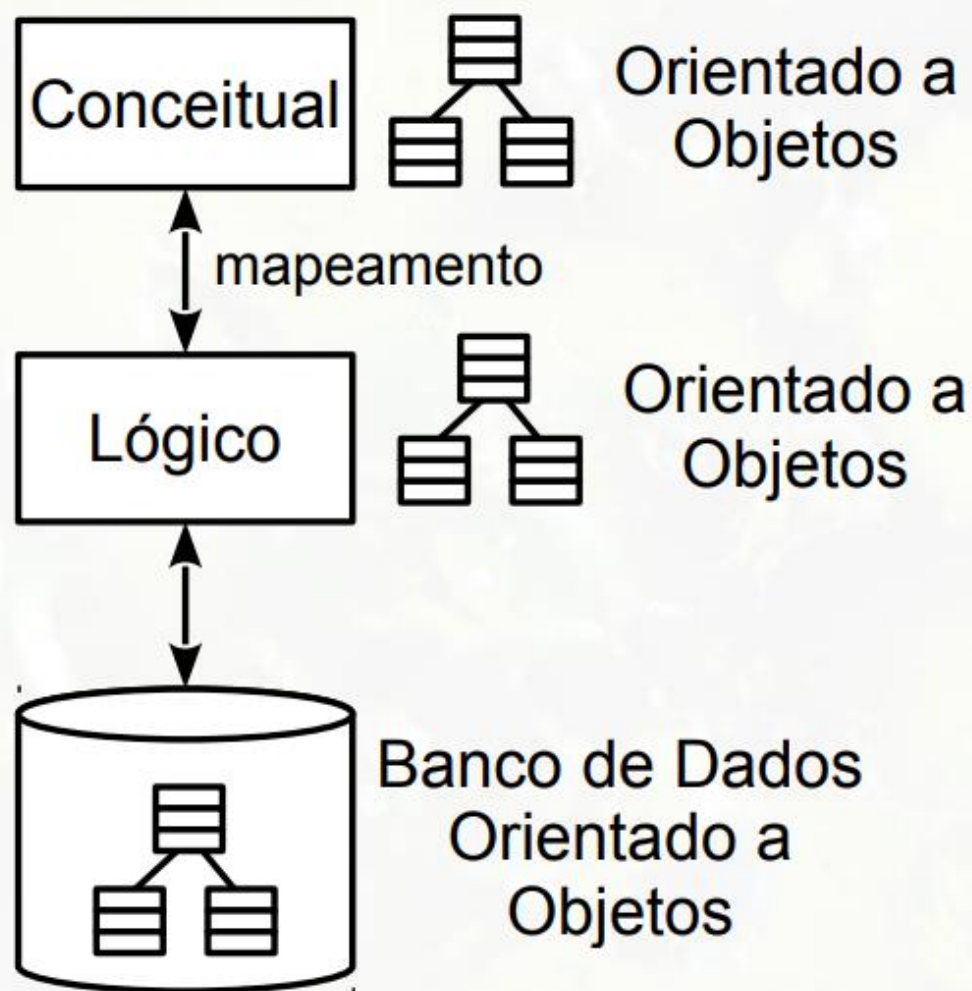 Conceitual
Orientado a
Objetos
mapeamento
Lógico
Orientado a
Objetos
Banco de Dados
Orientado a
Objetos